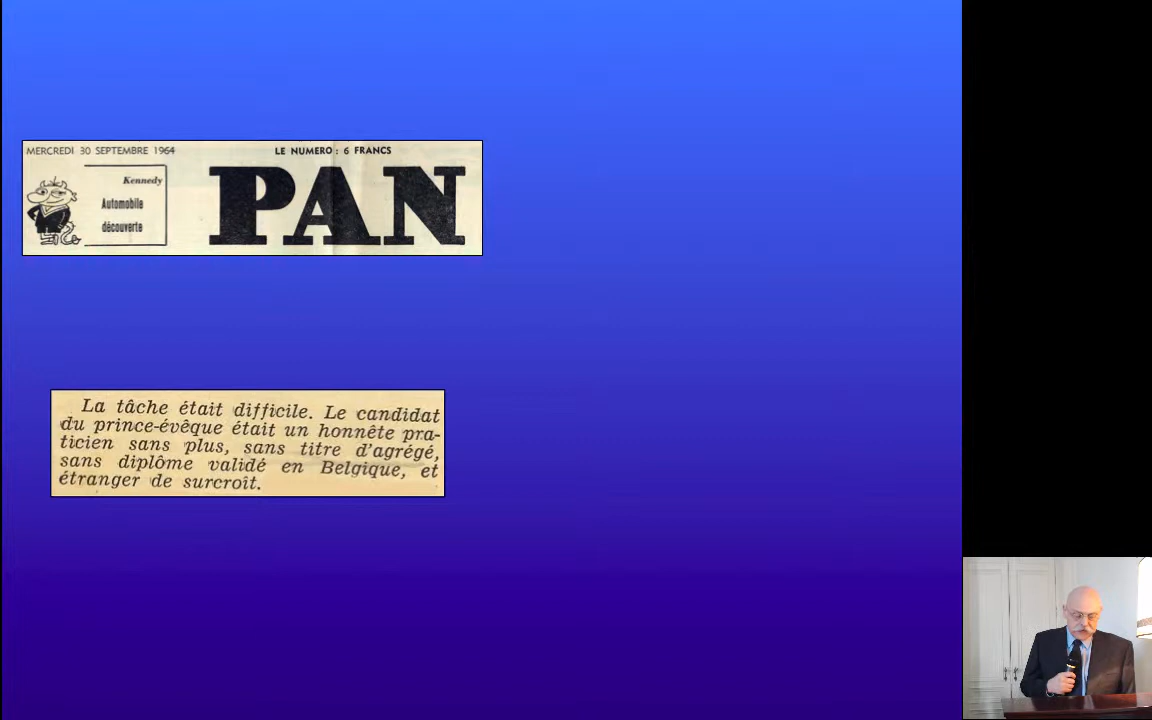 MERCREDI 30 SEPTEMBRE 1964
LE NUMERO : 6 FRANCS
Kennedy
Automobile
découverte
PAN
La tâche était difficile. Le candidat
du prince-évêque était un honnête pra-
ticien sans plus, sans titre d'agrégé,
sans diplôme validé en Belgique, et
étranger de surcroît.